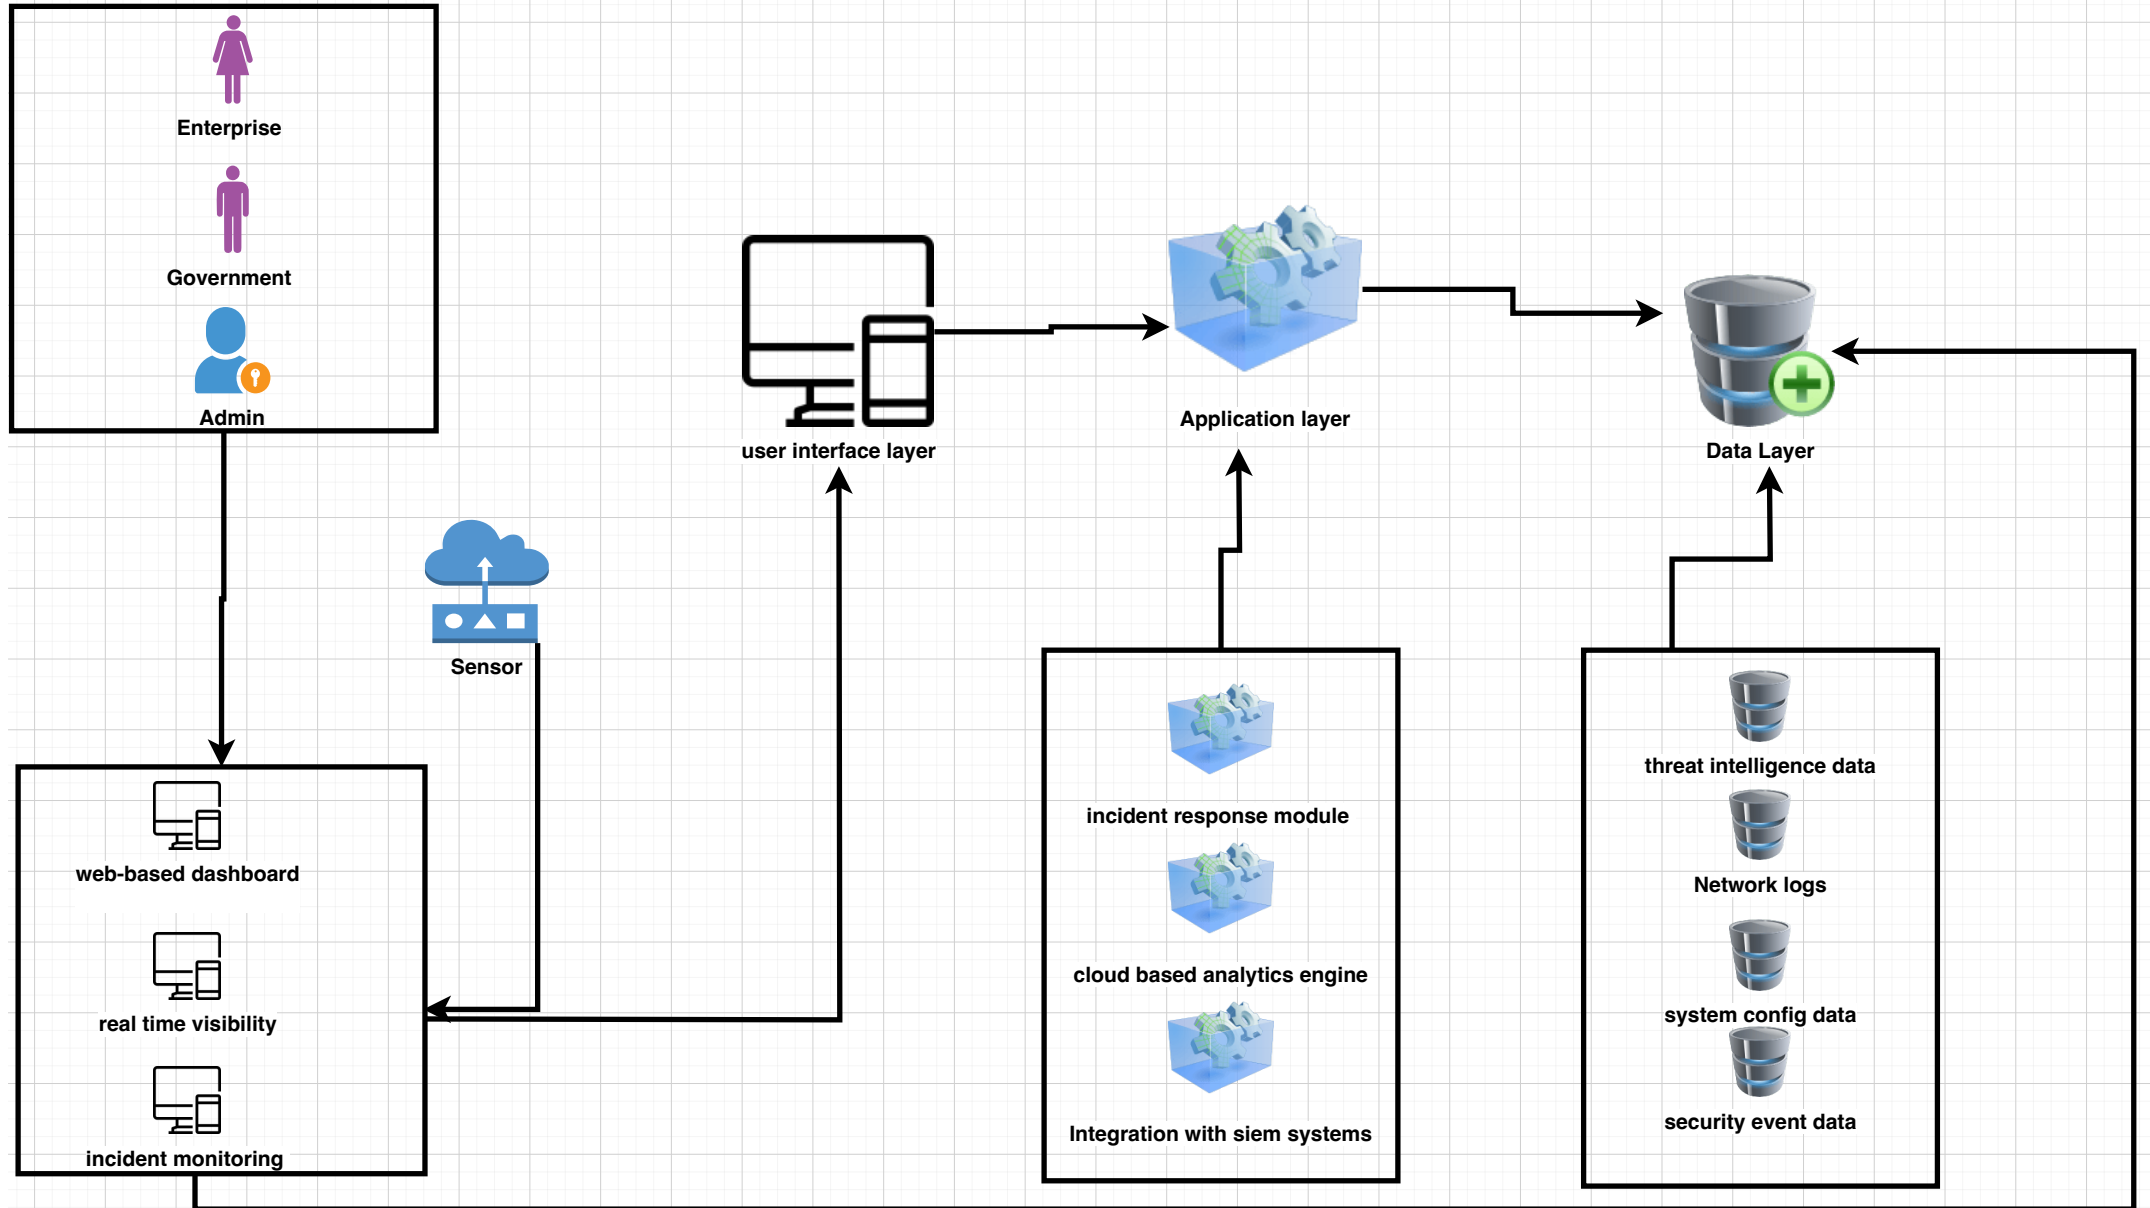 Enterprise
Government
Admin
user interface layer
Application layer
Data Layer
Sensor
web-based dashboard
real time visibility
incident monitoring
incident response module
cloud based analytics engine
Integration with siem systems
threat intelligence data
Network logs
system config data
security event data